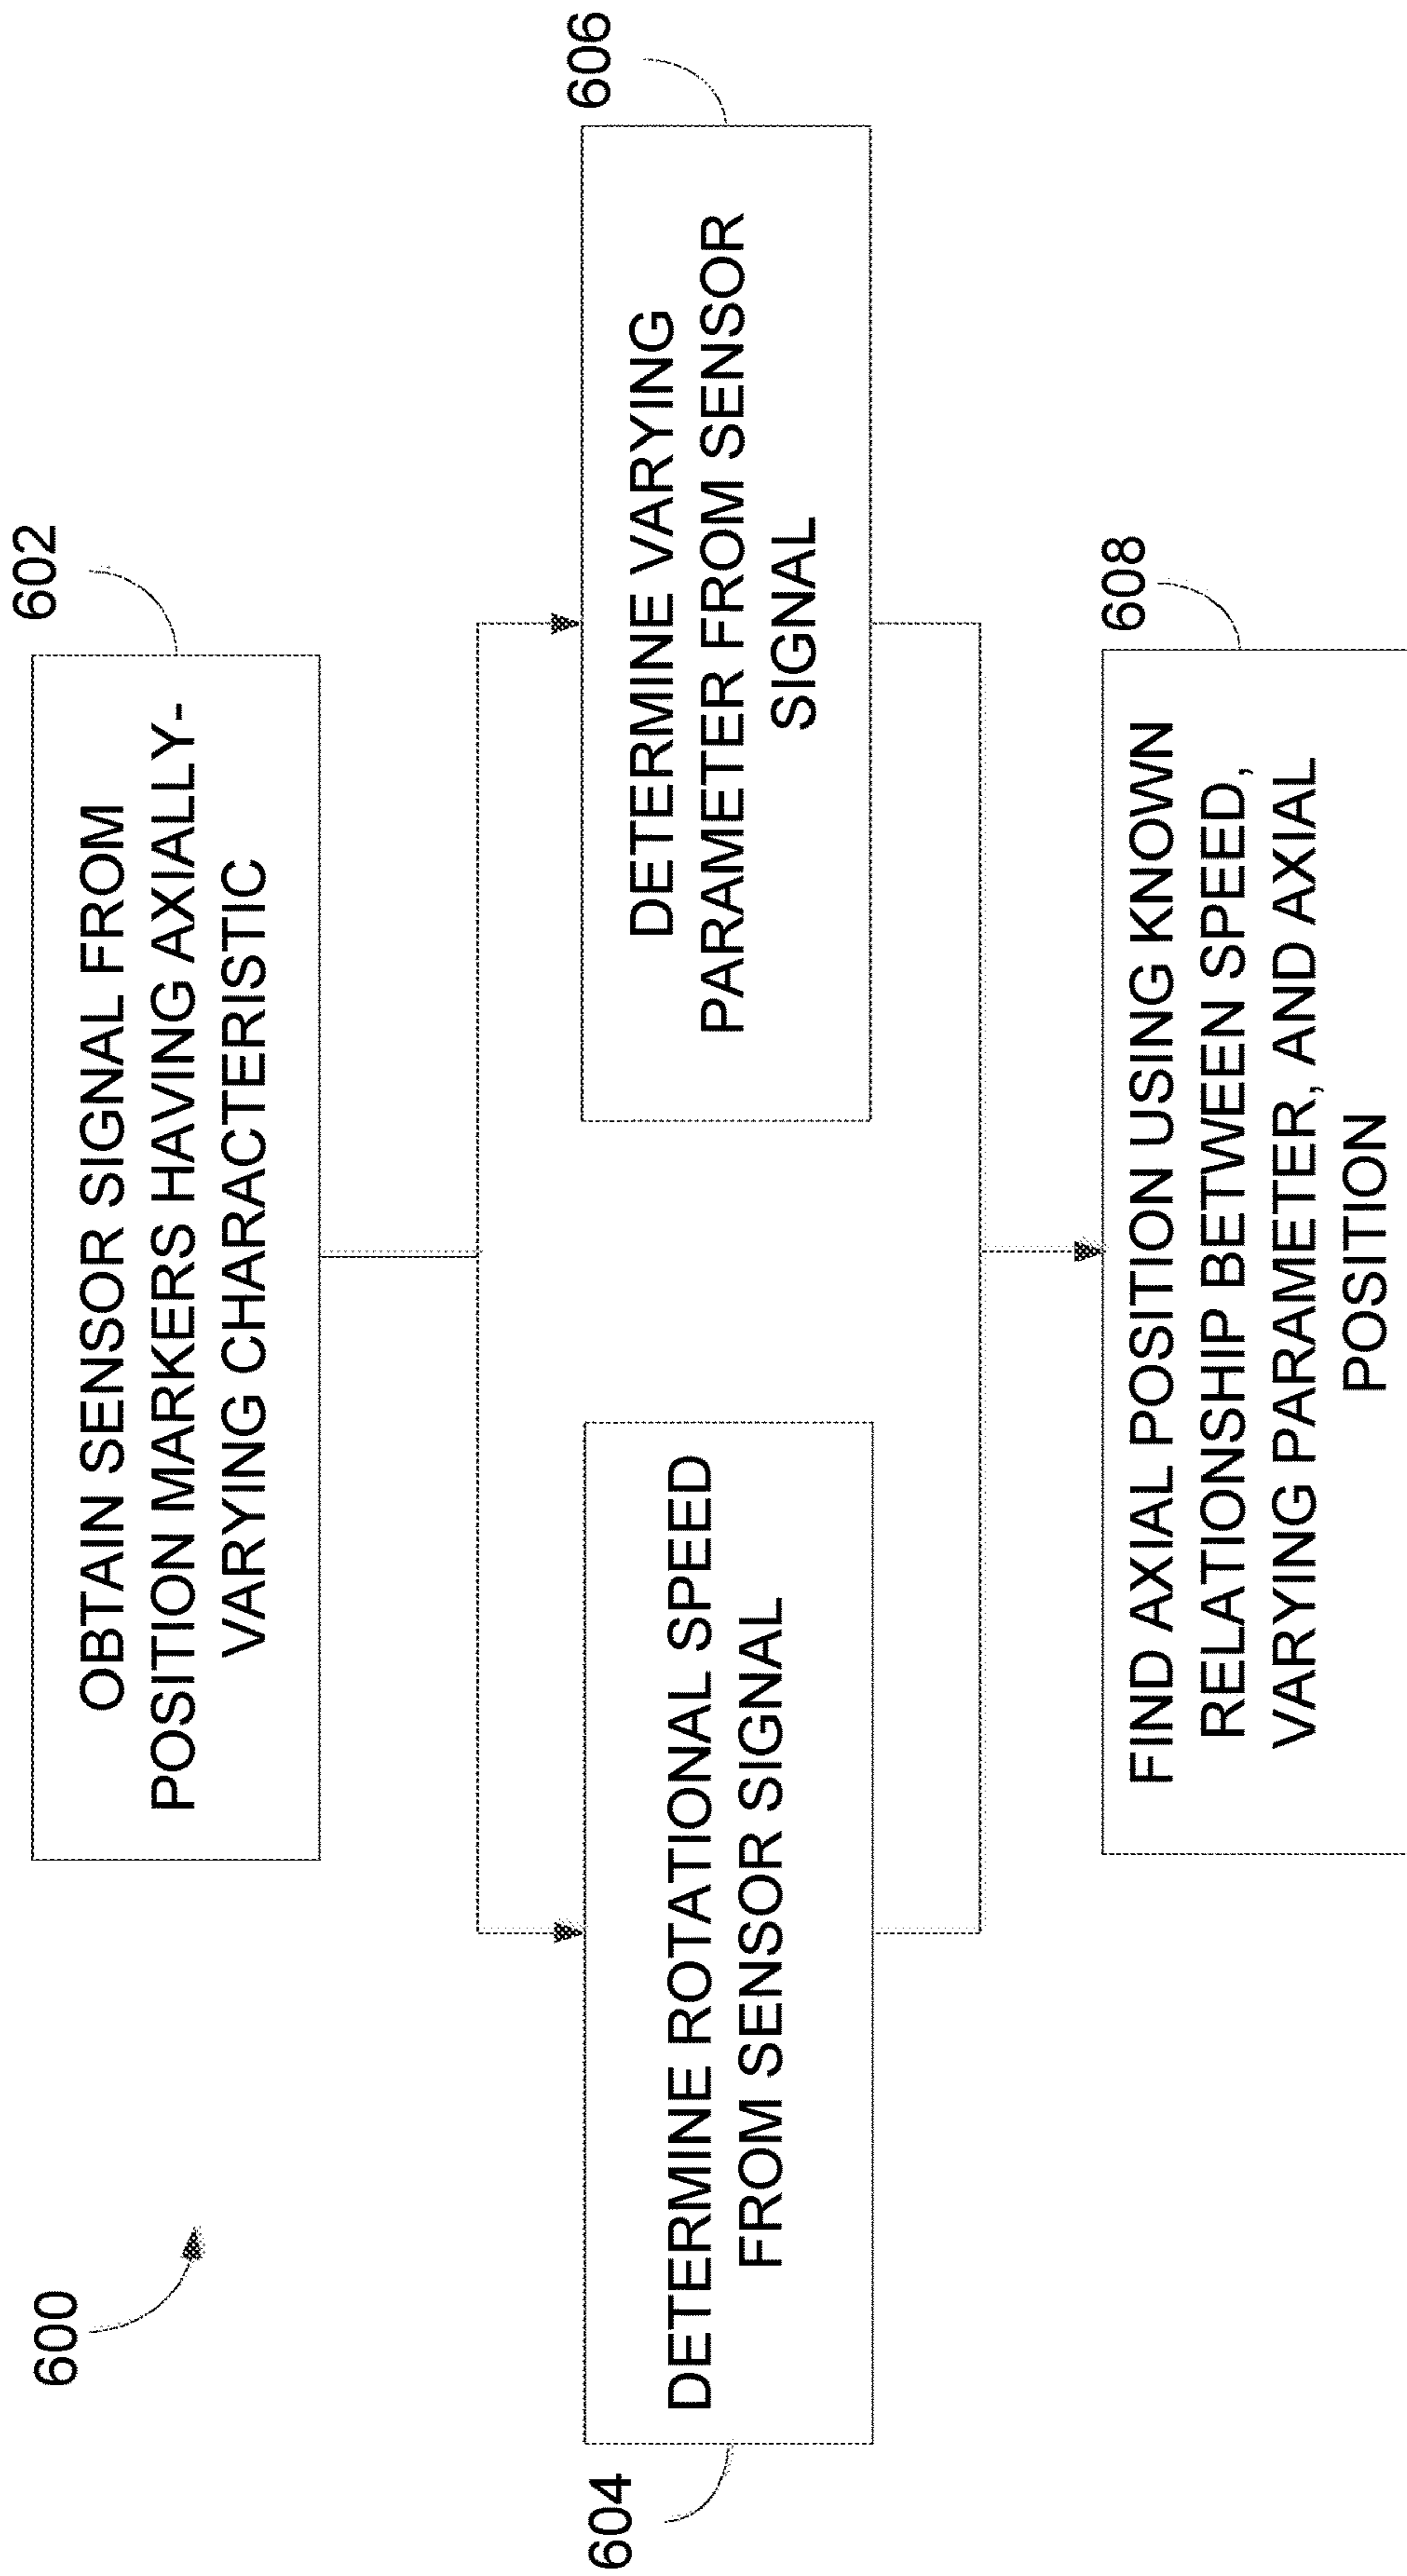 600
602
OBTAIN SENSOR SIGNAL FROM
POSITION MARKERS HAVING AXIALLY-
VARYING CHARACTERISTIC
604
DETERMINE ROTATIONAL SPEED
FROM SENSOR SIGNAL
606
DETERMINE VARYING
PARAMETER FROM SENSOR
SIGNAL
608
FIND AXIAL POSITION USING KNOWN
RELATIONSHIP BETWEEN SPEED,
VARYING PARAMETER, AND AXIAL
POSITION